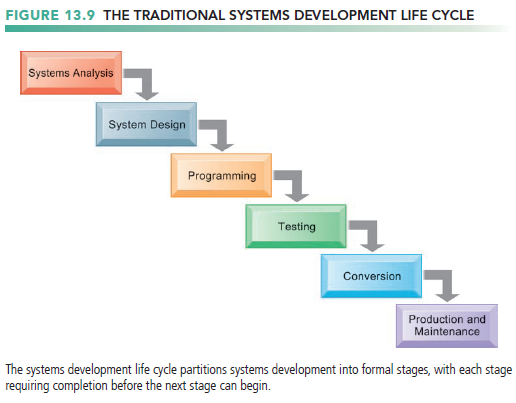 FIGURE 13.9 THE TRADITIONAL SYSTEMS DEVELOPMENT LIFE CYCLE
Systems Analysis
System Design
Programming
Testing
Conversion
Production and
Maintenance
The systems development life cycle partitions systems development into formal stages, with each stage
requiring completion before the next stage can begin.